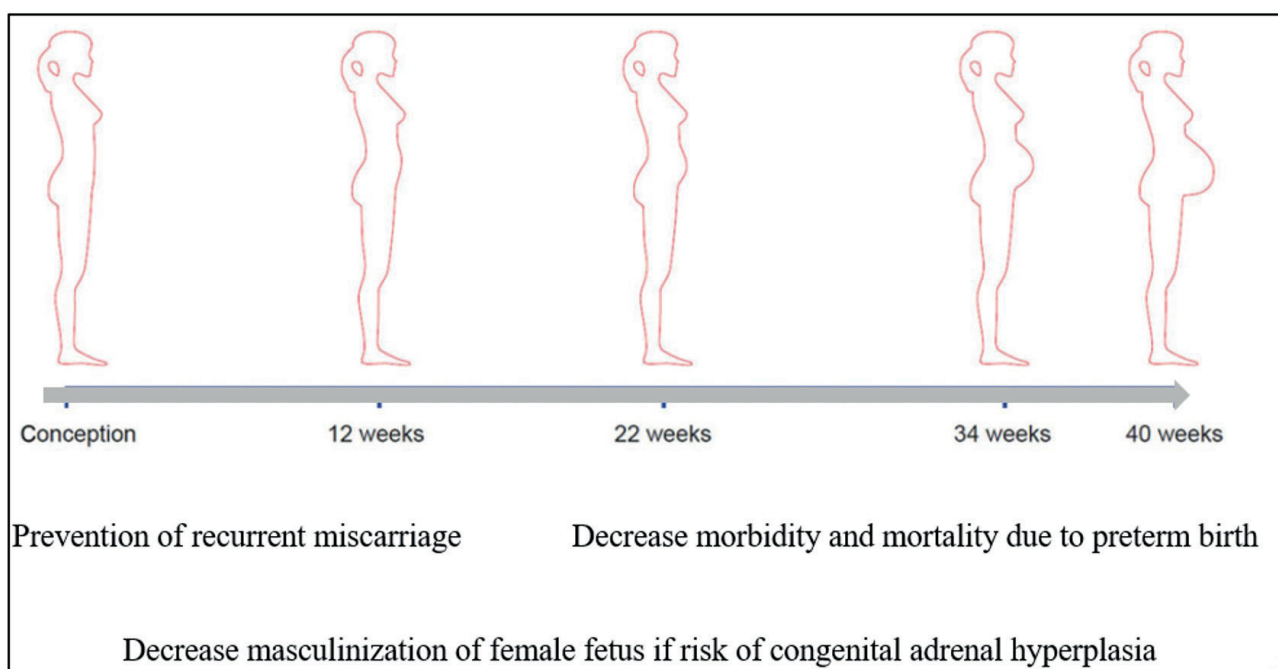 Conception 12 weeks 22 weeks 34 weeks 40 weeks
Prevention of recurrent miscarriage Decrease morbidity and mortality due to preterm birth
Decrease masculinization of female fetus if risk of congenital adrenal hyperplasia